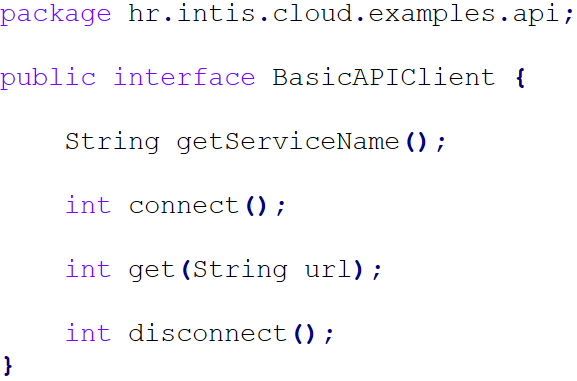 package hr.intis.cloud.examples.api;
public interface BasicAPIClient {
String getServiceName();
int connect();
int get(String url);
int disconnect();
}